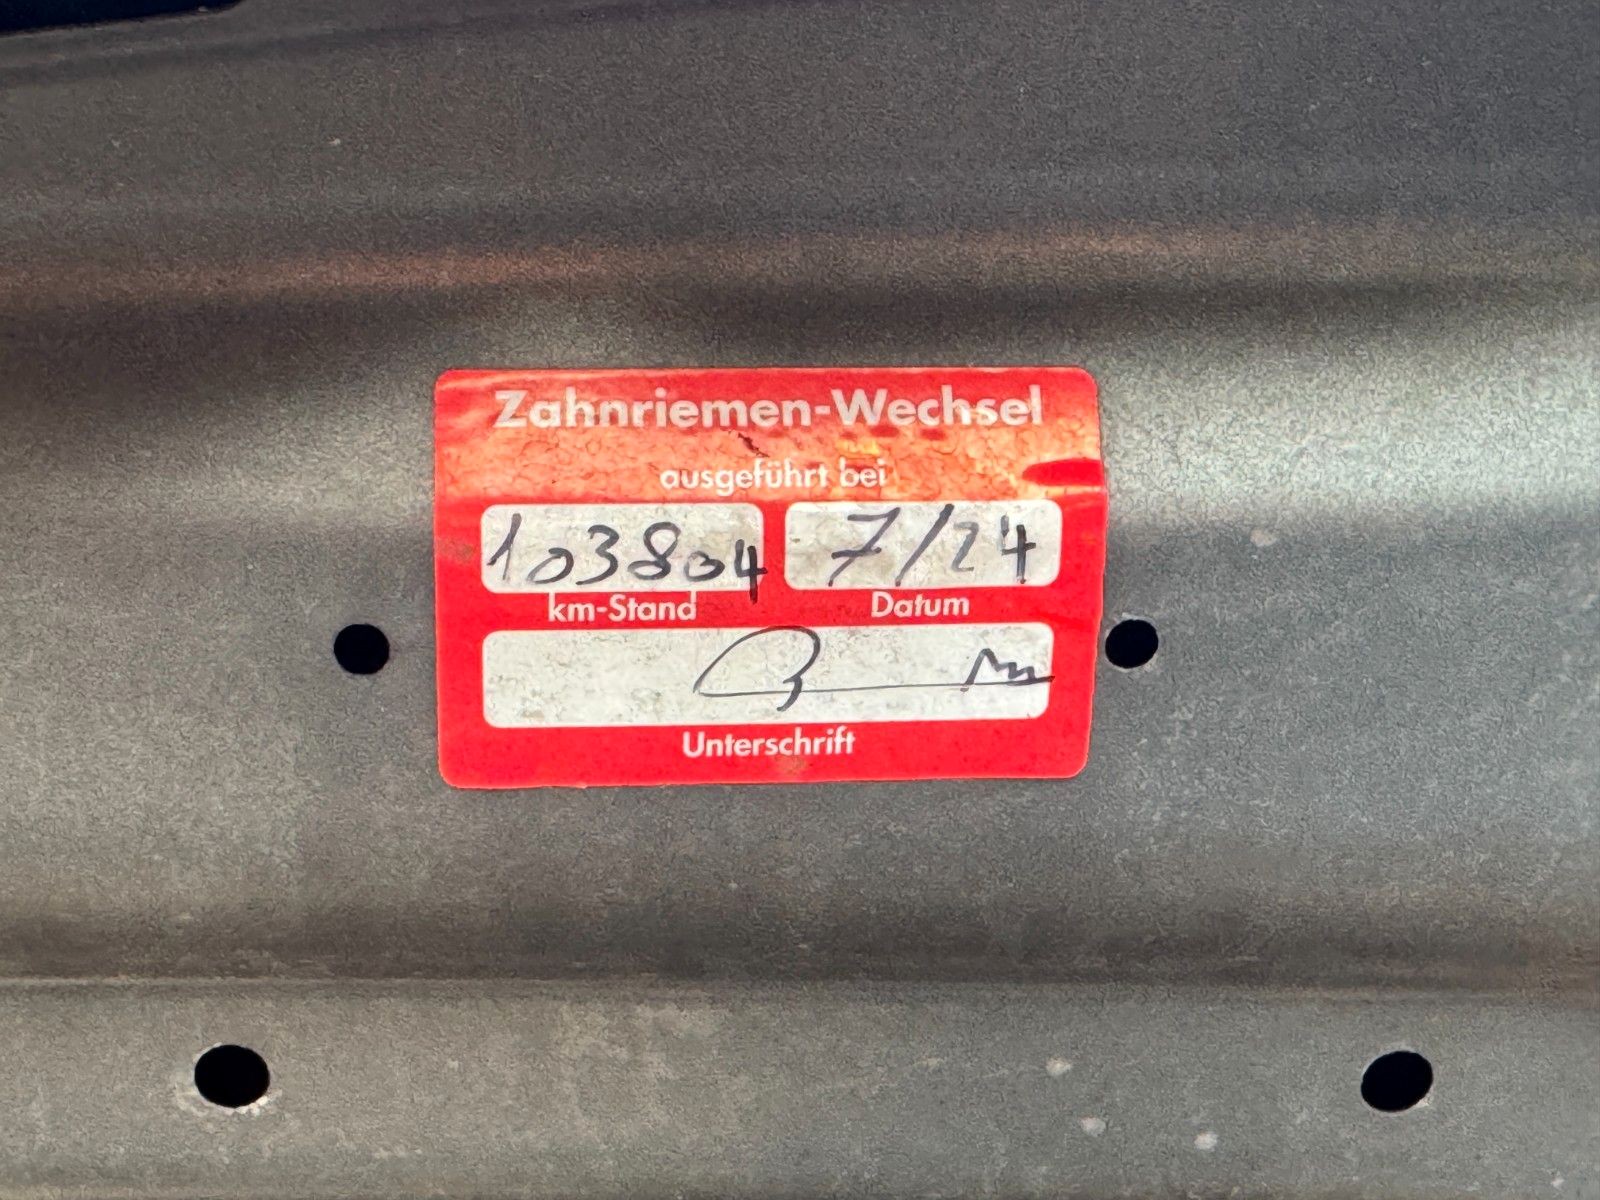 Zahnriemen-Wechsel
ausgeführt bei
103804 7/24
km-Stand Datum
Unterschrift